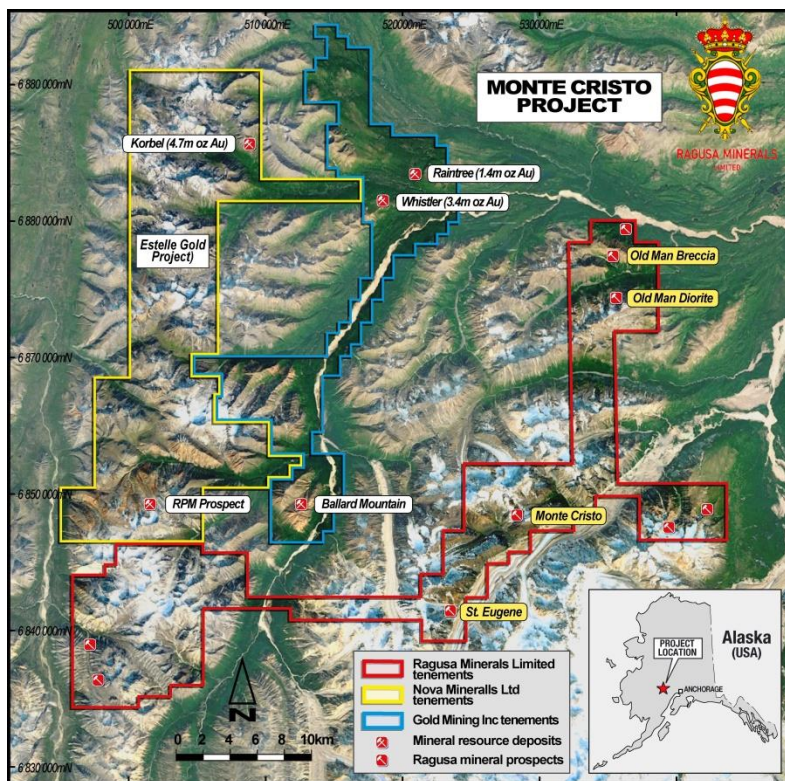 500 000mE
510 000mE
520000mE
530000mE
6 880 000mN
6 880 000mN
6 870 000mN
6 850 000mN
6 840 000mN
6 830 000mN
MONTE CRISTO
PROJECT
RAGUSA MINERALS
LIMITED
Korbel (4.7m oz Au)
Raintree (1.4m oz Au)
Whistler (3.4m oz Au)
Estelle Gold
Project)
Old Man Breccia
Old Man Diorite
RPM Prospect
Ballard Mountain
Monte Cristo
St. Eugene
Ragusa Minerals Limited
tenements
Nova Mineralls Ltd
tenements
Gold Mining Inc tenements
Mineral resource deposits
Ragusa mineral prospects
N
0 2 4 6 8 10km
PROJECT
LOCATION
Alaska
(USA)
ANCHORAGE